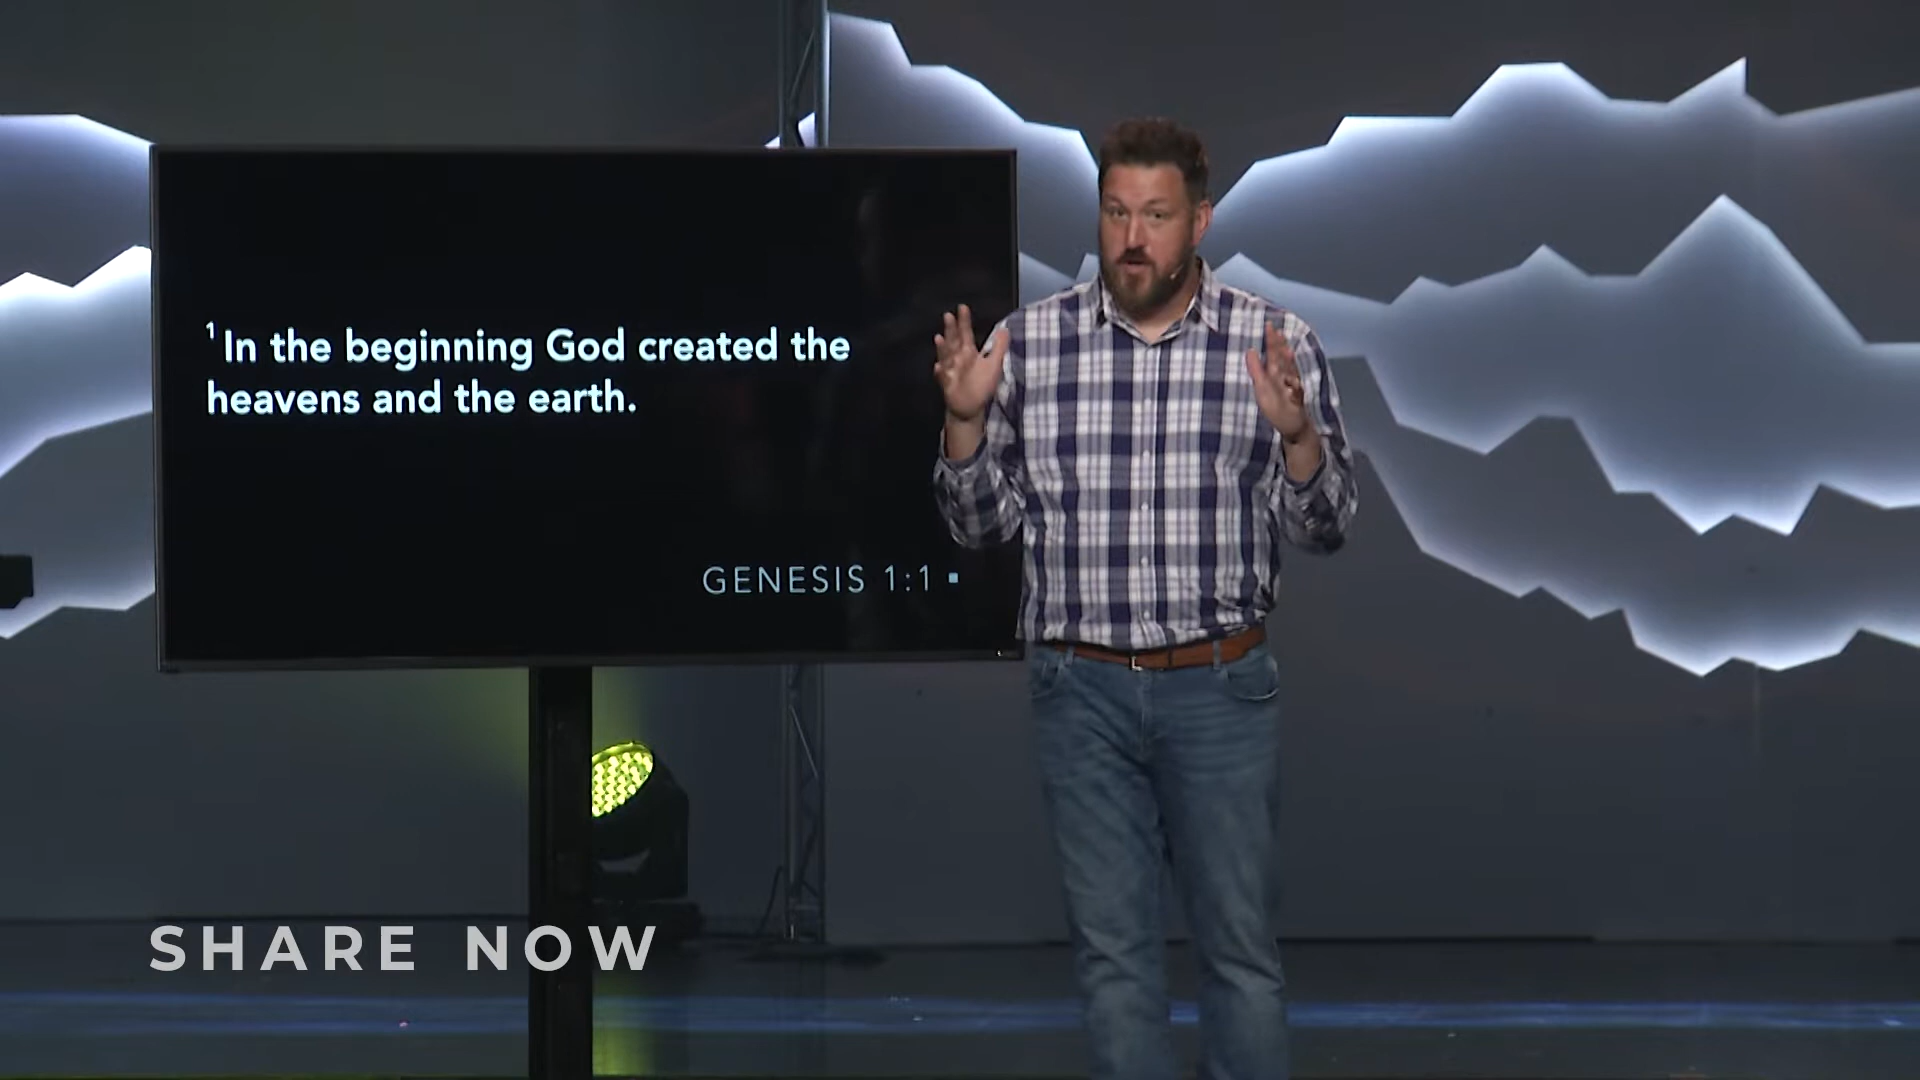 ¹ In the beginning God created the
heavens and the earth.
GENESIS 1:1 ▪
SHARE NOW